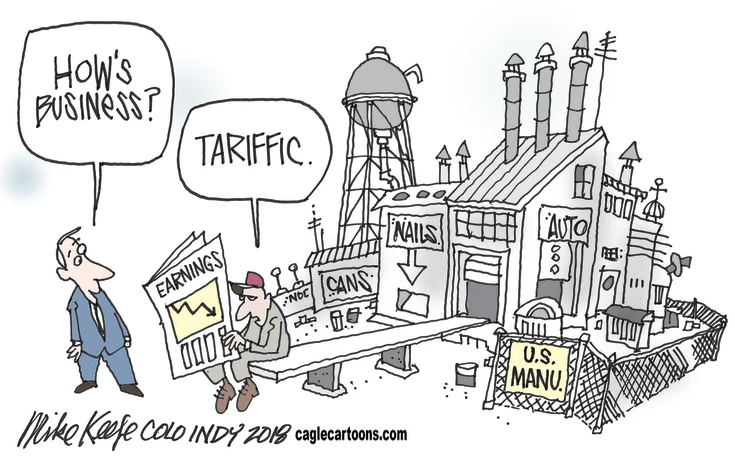 HOW'S
BUSINESS?
TARIFFIC.
EARNINGS
NAILS
AUTO
CANS
U.S.
MANU.
Mike Keefe COLO INDY 2018 caglecartoons.com